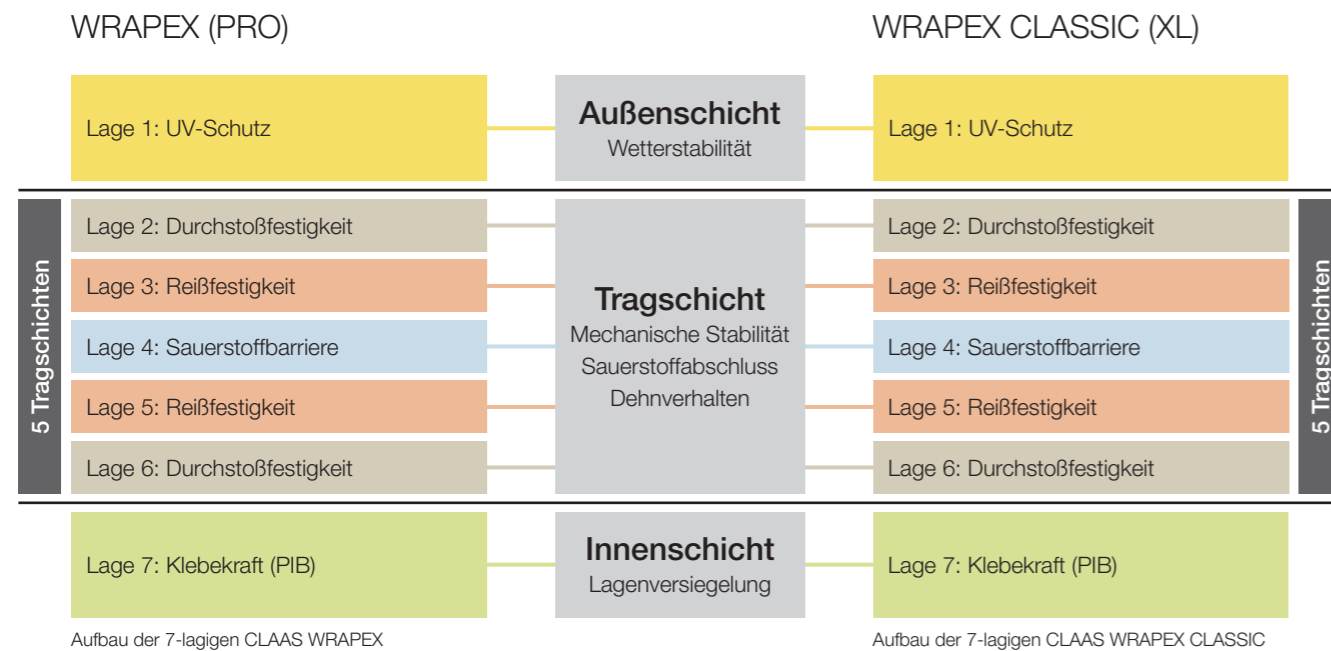 WRAPEX (PRO)
WRAPEX CLASSIC (XL)
Lage 1: UV-Schutz
Außenschicht
Wetterstabilität
Lage 1: UV-Schutz
5 Tragschichten
Lage 2: Durchstoßfestigkeit
Lage 3: Reißfestigkeit
Lage 4: Sauerstoffbarriere
Lage 5: Reißfestigkeit
Lage 6: Durchstoßfestigkeit
Tragschicht
Mechanische Stabilität
Sauerstoffabschluss
Dehnverhalten
Lage 2: Durchstoßfestigkeit
Lage 3: Reißfestigkeit
Lage 4: Sauerstoffbarriere
Lage 5: Reißfestigkeit
Lage 6: Durchstoßfestigkeit
5 Tragschichten
Lage 7: Klebekraft (PIB)
Innenschicht
Lagenversiegelung
Lage 7: Klebekraft (PIB)
Aufbau der 7-lagigen CLAAS WRAPEX
Aufbau der 7-lagigen CLAAS WRAPEX CLASSIC